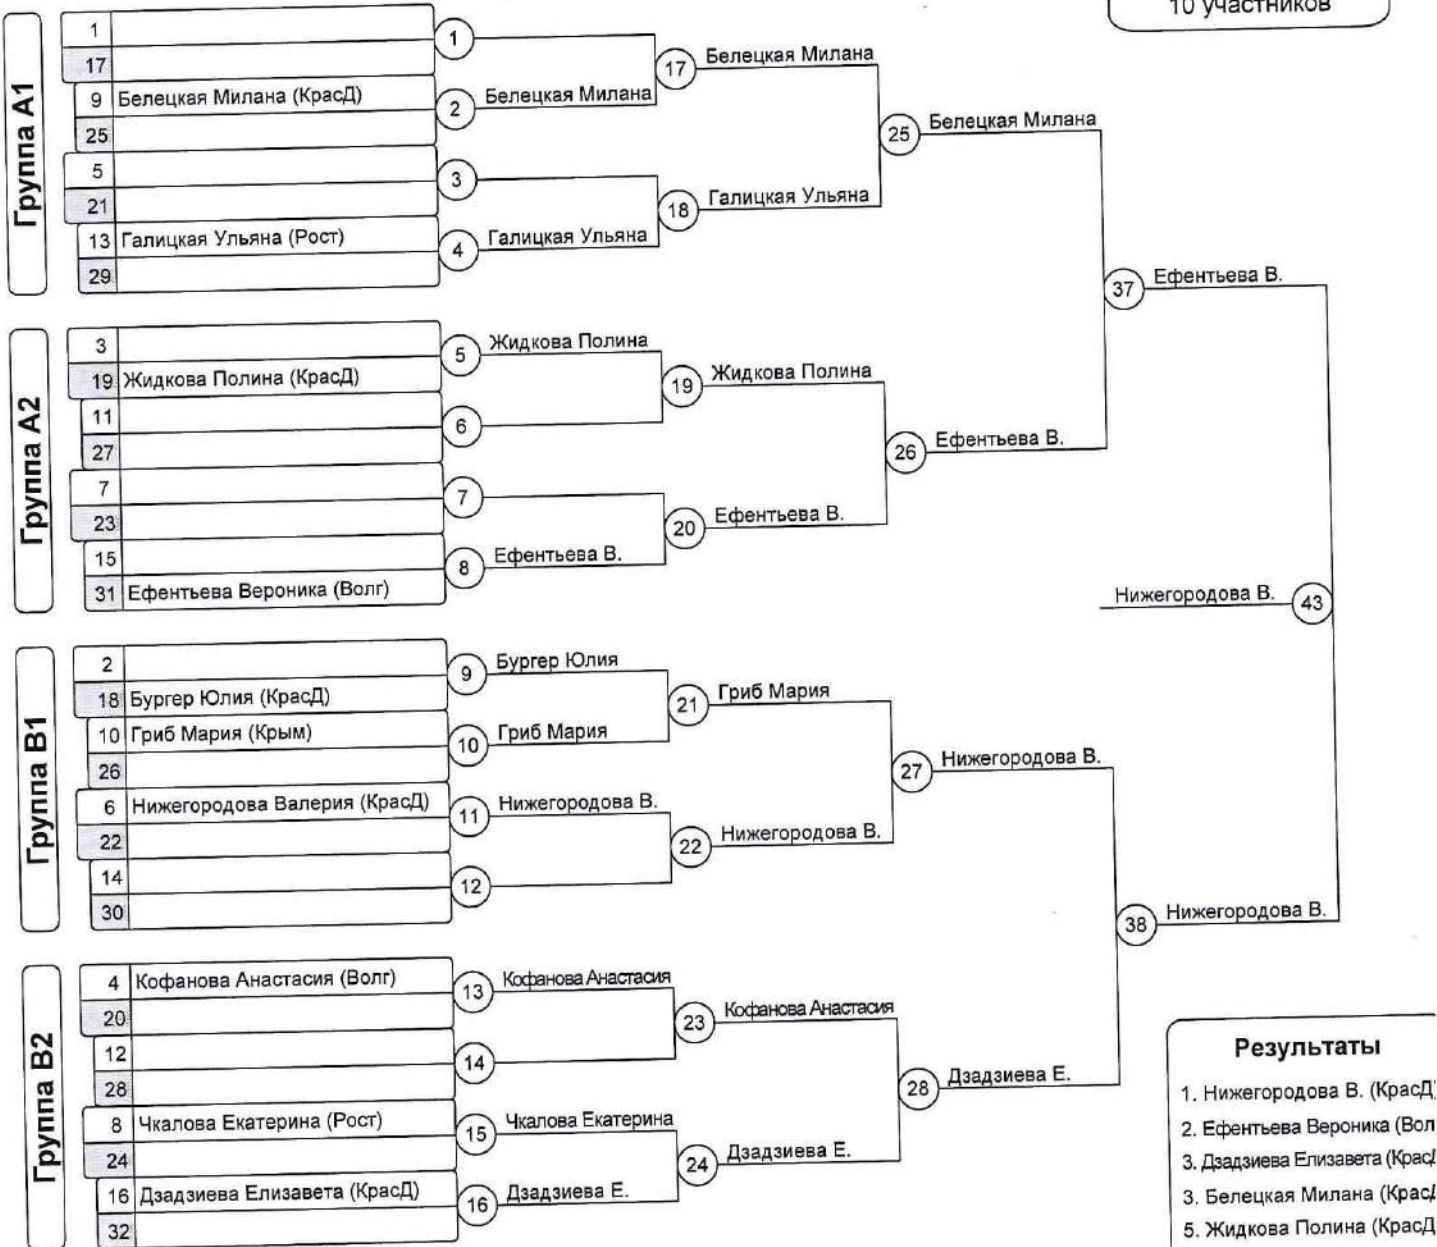 10 участников
Группа А1
1
17
9 Белецкая Милана (КрасД)
25
5
21
13 Галицкая Ульяна (Рост)
29
1
2 Белецкая Милана
3
4 Галицкая Ульяна
17 Белецкая Милана
18 Галицкая Ульяна
25 Белецкая Милана
Группа А2
3
19 Жидкова Полина (КрасД)
11
27
7
23
15
31 Ефентьева Вероника (Волг)
5 Жидкова Полина
6
7
8 Ефентьева В.
19 Жидкова Полина
20 Ефентьева В.
26 Ефентьева В.
37 Ефентьева В.
Нижегородова В. 43
Группа В1
2
18 Бургер Юлия (КрасД)
10 Гриб Мария (Крым)
26
6 Нижегородова Валерия (КрасД)
22
14
30
9 Бургер Юлия
10 Гриб Мария
11 Нижегородова В.
12
21 Гриб Мария
22 Нижегородова В.
27 Нижегородова В.
38 Нижегородова В.
Группа В2
4 Кофанова Анастасия (Волг)
20
12
28
8 Чкалова Екатерина (Рост)
24
16 Дзадзиева Елизавета (КрасД)
32
13 Кофанова Анастасия
14
15 Чкалова Екатерина
16 Дзадзиева Е.
23 Кофанова Анастасия
24 Дзадзиева Е.
28 Дзадзиева Е.
Результаты
1. Нижегородова В. (КрасД
2. Ефентьева Вероника (Вол
3. Дзадзиева Елизавета (Крас
3. Белецкая Милана (Крас
5. Жидкова Полина (КрасД